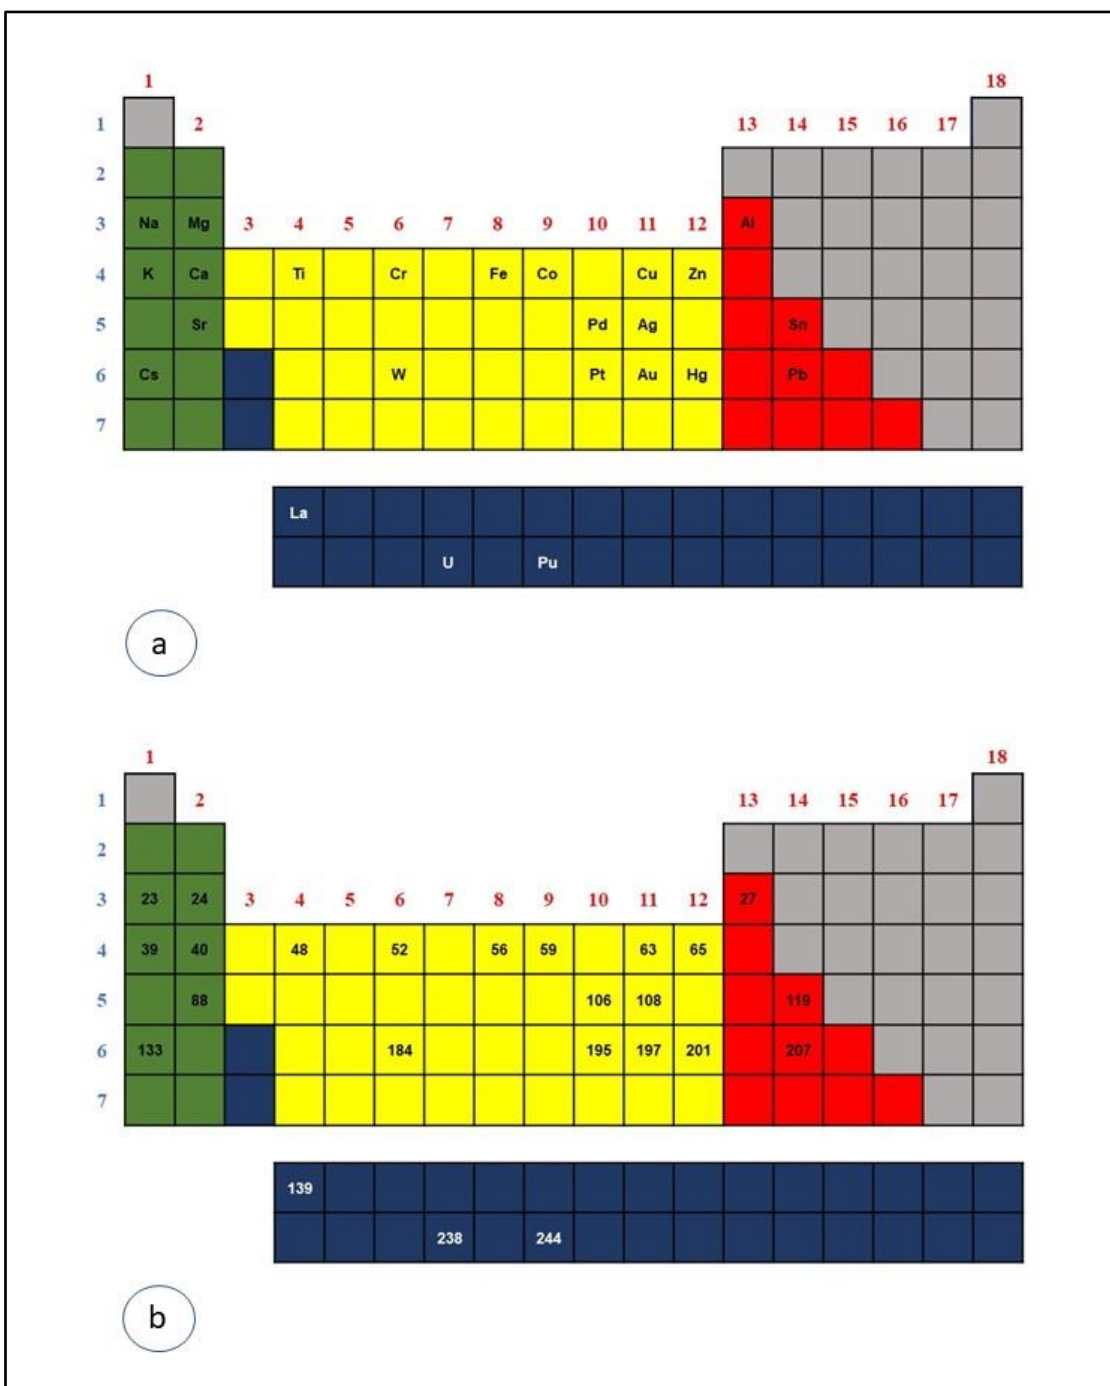 1 18
1 2 13 14 15 16 17
2
3 Na Mg 3 4 5 6 7 8 9 10 11 12 Al
4 K Ca Ti Cr Fe Co Cu Zn
5 Sr Pd Ag Sn
6 Cs W Pt Au Hg Pb
7
La
U Pu
a
1 18
1 2 13 14 15 16 17
2
3 23 24 3 4 5 6 7 8 9 10 11 12 27
4 39 40 48 52 56 59 63 65
5 88 106 108 119
6 133 184 195 197 201 207
7
139
238 244
b